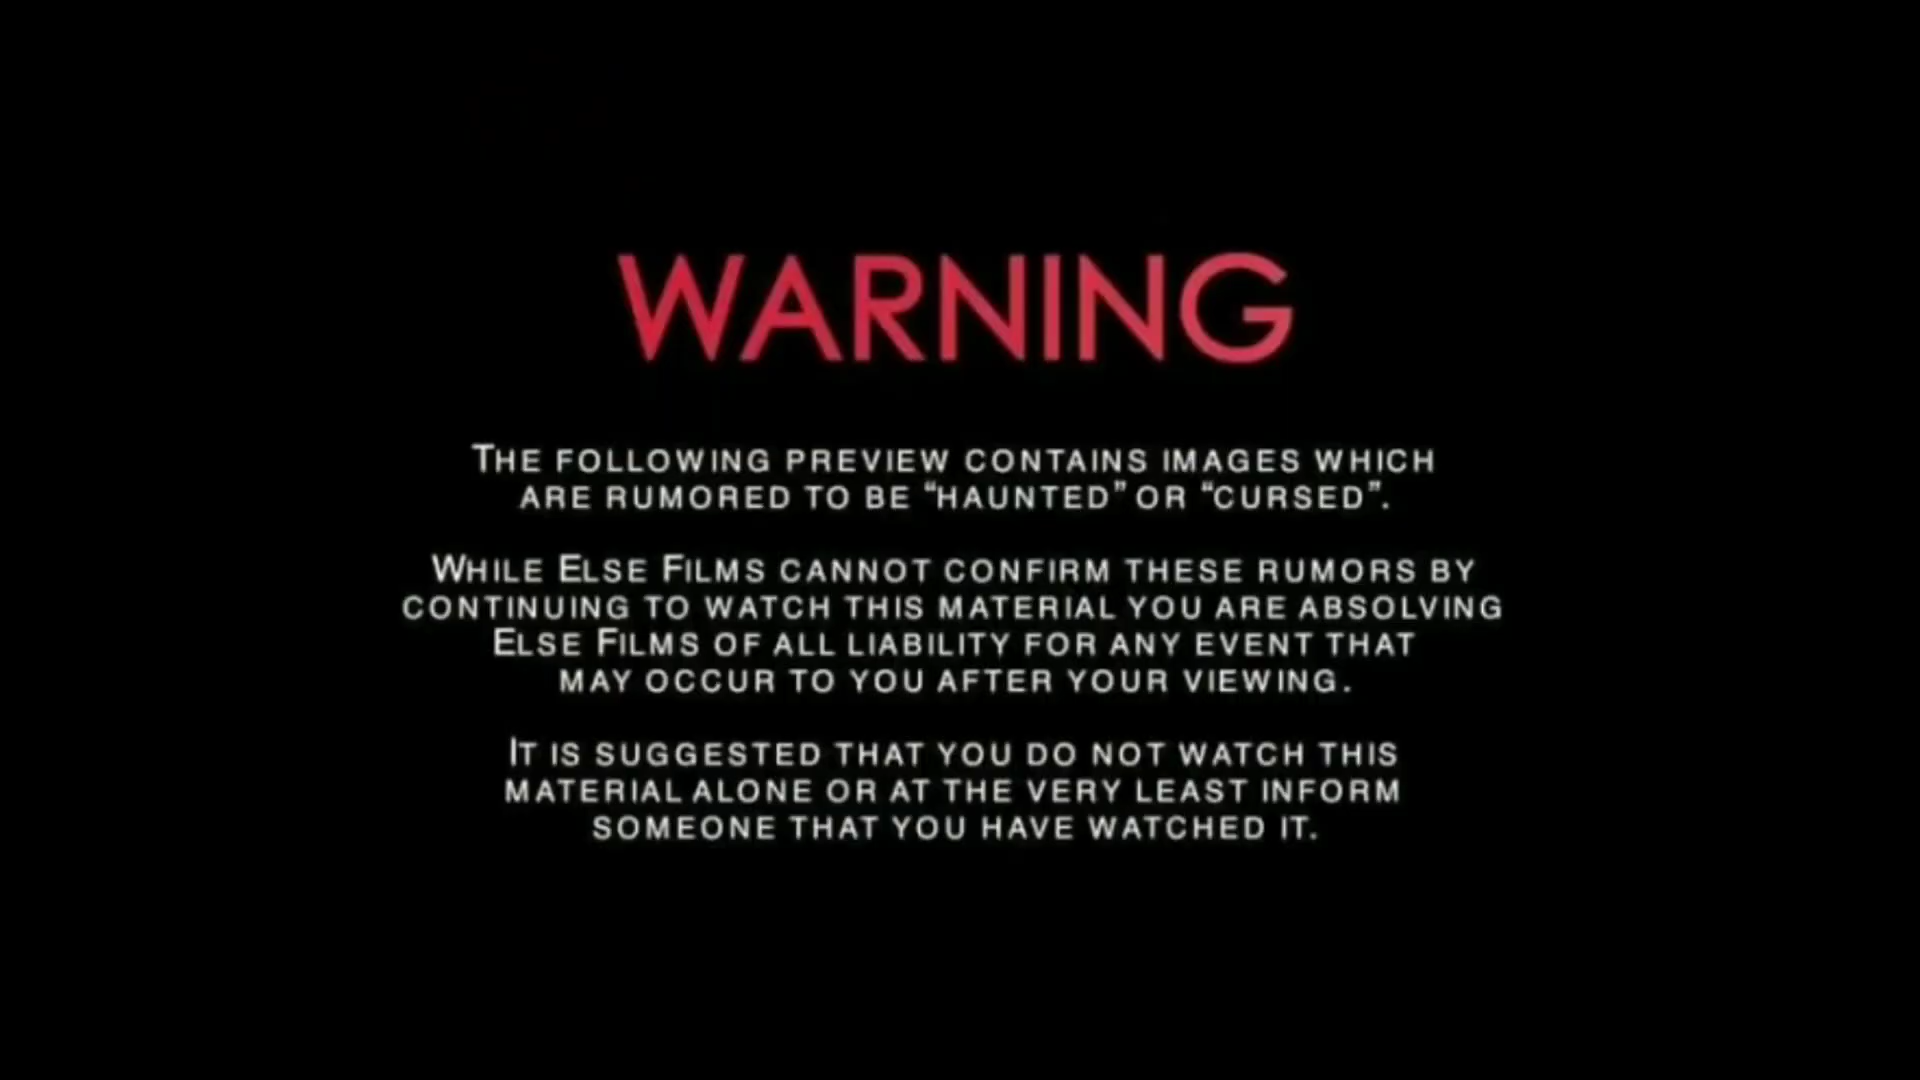 WARNING
THE FOLLOWING PREVIEW CONTAINS IMAGES WHICH
ARE RUMORED TO BE “HAUNTED” OR “CURSED”.
WHILE ELSE FILMS CANNOT CONFIRM THESE RUMORS BY
CONTINUING TO WATCH THIS MATERIAL YOU ARE ABSOLVING
ELSE FILMS OF ALL LIABILITY FOR ANY EVENT THAT
MAY OCCUR TO YOU AFTER YOUR VIEWING.
IT IS SUGGESTED THAT YOU DO NOT WATCH THIS
MATERIAL ALONE OR AT THE VERY LEAST INFORM
SOMEONE THAT YOU HAVE WATCHED IT.